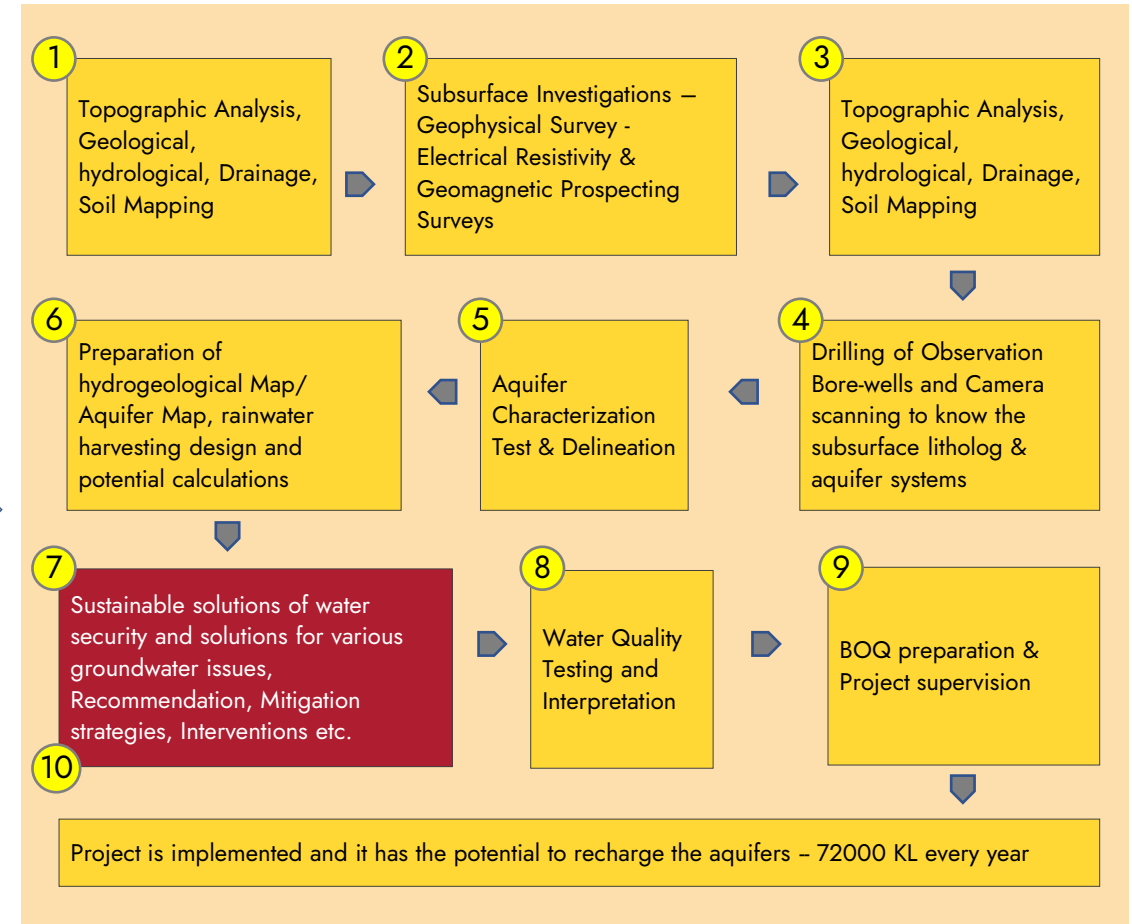 1
Topographic Analysis,
Geological,
hydrological, Drainage,
Soil Mapping
2
Subsurface Investigations –
Geophysical Survey -
Electrical Resistivity &
Geomagnetic Prospecting
Surveys
3
Topographic Analysis,
Geological,
hydrological, Drainage,
Soil Mapping
4
Drilling of Observation
Bore-wells and Camera
scanning to know the
subsurface litholog &
aquifer systems
5
Aquifer
Characterization
Test & Delineation
6
Preparation of
hydrogeological Map/
Aquifer Map, rainwater
harvesting design and
potential calculations
7
Sustainable solutions of water
security and solutions for various
groundwater issues,
Recommendation, Mitigation
strategies, Interventions etc.
8
Water Quality
Testing and
Interpretation
9
BOQ preparation &
Project supervision
10
Project is implemented and it has the potential to recharge the aquifers – 72000 KL every year